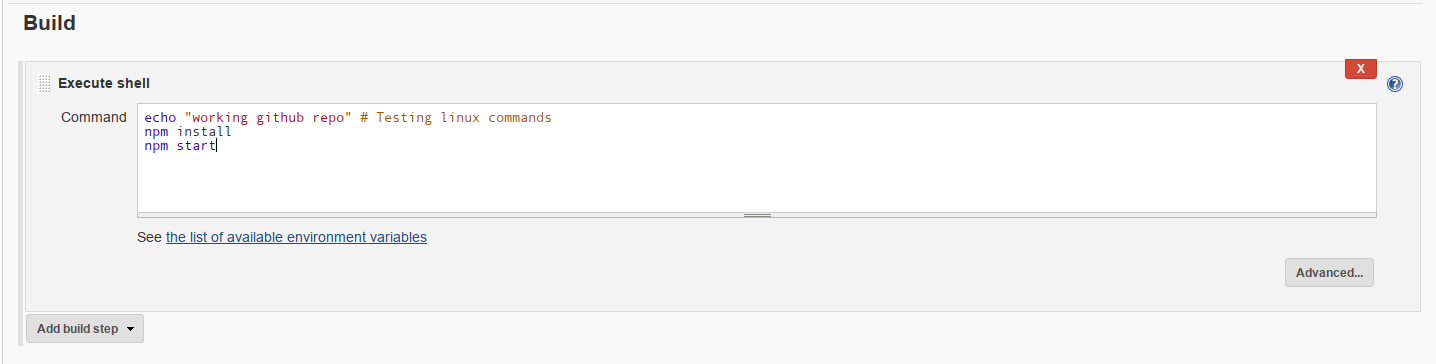 Build
X
Execute shell
?
Command
echo "working github repo" # Testing linux commands
npm install
npm start
See the list of available environment variables
Advanced...
Add build step